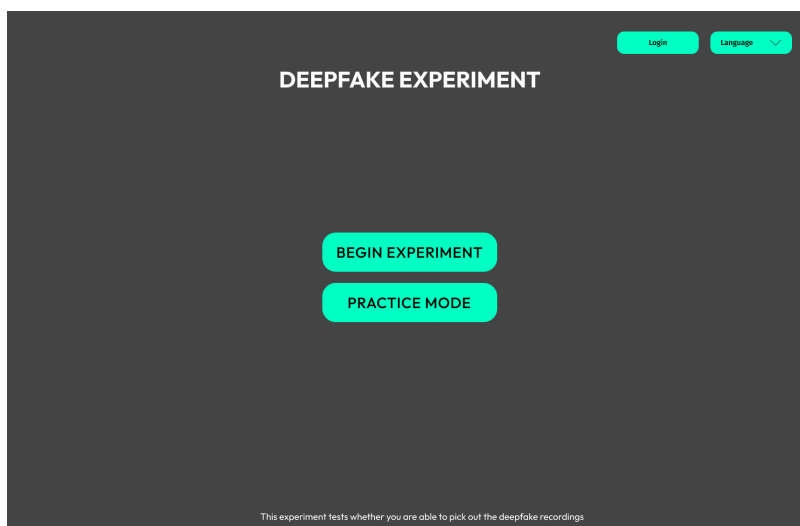 Login
Language
DEEPFAKE EXPERIMENT
BEGIN EXPERIMENT
PRACTICE MODE
This experiment tests whether you are able to pick out the deepfake recordings